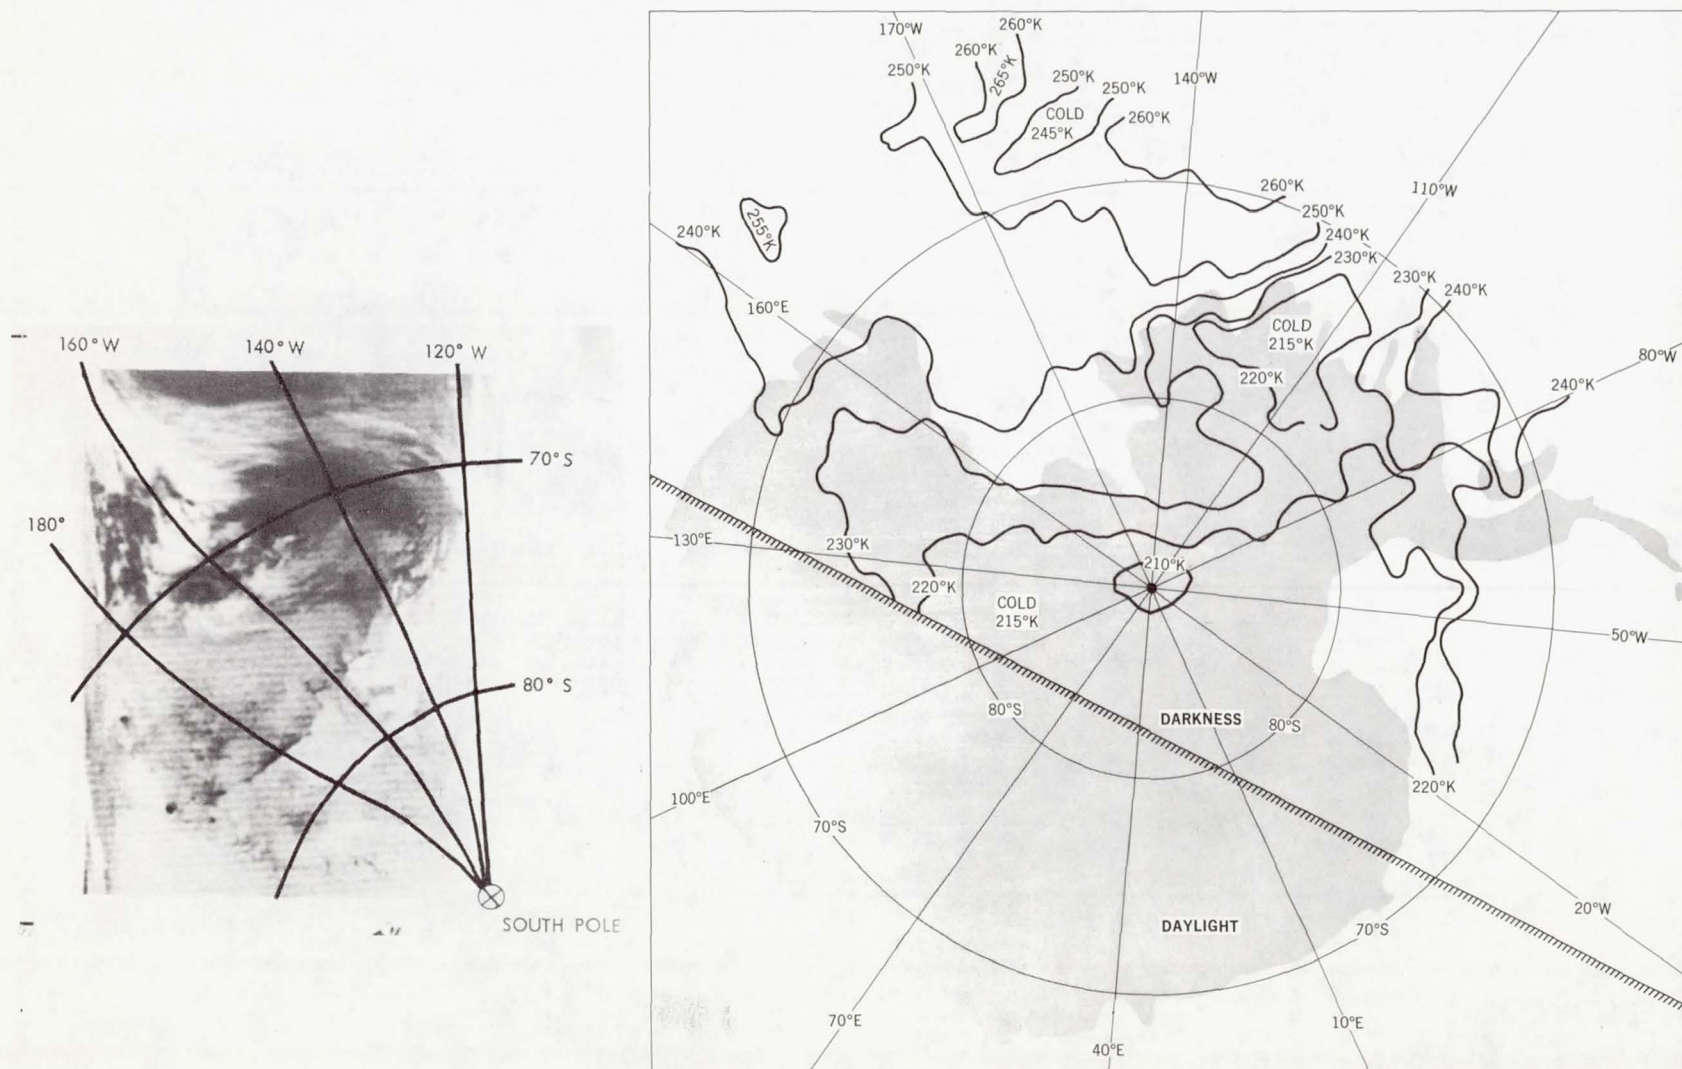 160° W
140° W
120° W
70° S
180°
80° S
SOUTH POLE
170°W
260°K
260°K
250°K
265°K
250°K
250°K
140°W
COLD
245°K
260°K
260°K
110°W
250°K
240°K
255°K
240°K
230°K
230°K
240°K
160°E
COLD
215°K
80°W
220°K
240°K
130°E
230°K
210°K
220°K
COLD
215°K
50°W
80°S
DARKNESS
80°S
220°K
100°E
70°S
20°W
DAYLIGHT
70°S
70°E
10°E
40°E